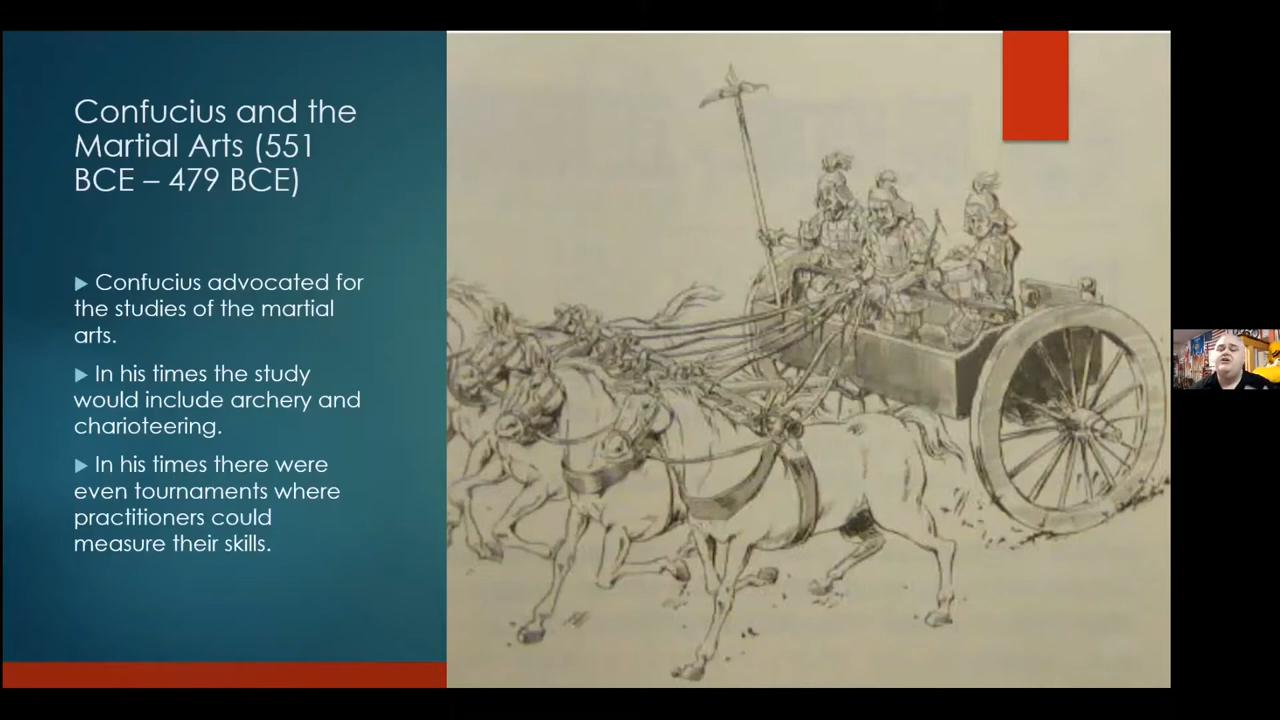 Confucius and the
Martial Arts (551
BCE – 479 BCE)
Confucius advocated for
the studies of the martial
arts.
In his times the study
would include archery and
charioteering.
In his times there were
even tournaments where
practitioners could
measure their skills.